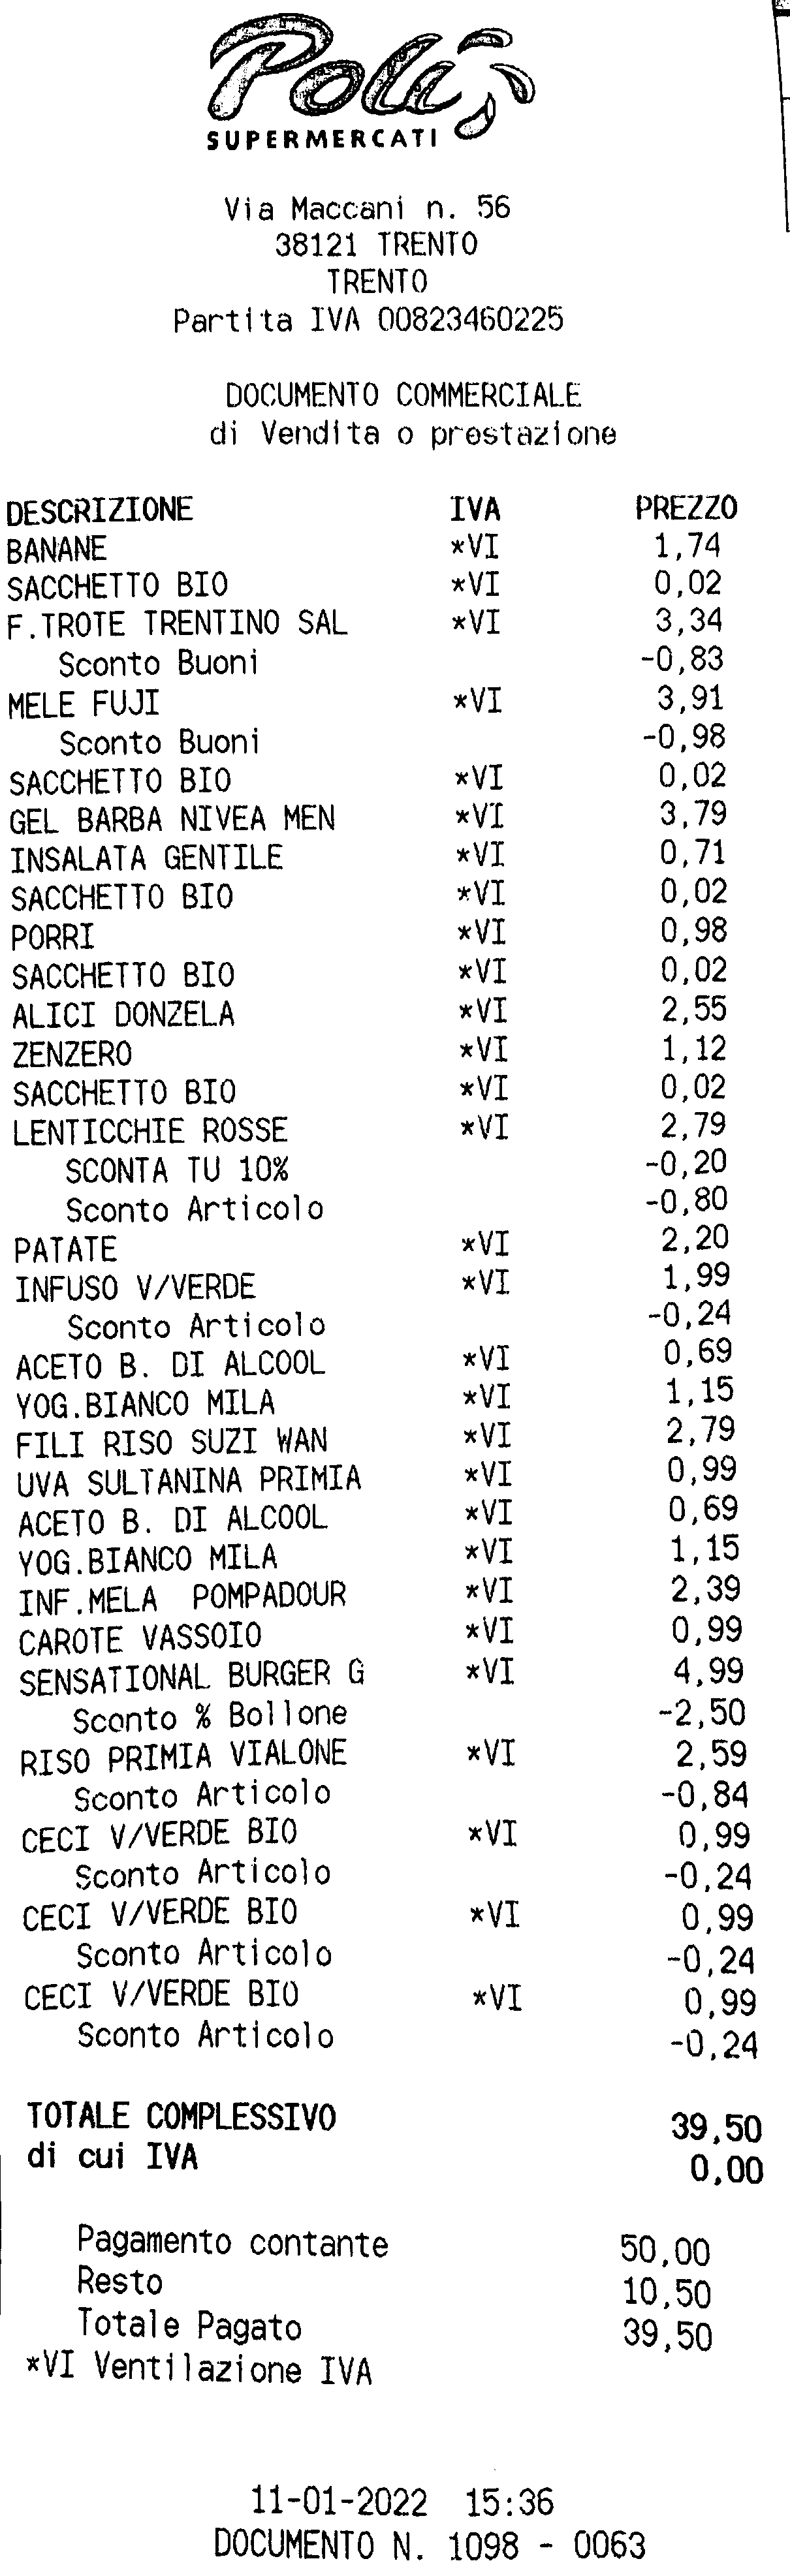 Poli
SUPERMERCATI
Via Maccani n. 56
38121 TRENTO
TRENTO
Partita IVA 00823460225
DOCUMENTO COMMERCIALE
di Vendita o prestazione
DESCRIZIONE IVA PREZZO
BANANE *VI 1,74
SACCHETTO BIO *VI 0,02
F.TROTE TRENTINO SAL *VI 3,34
Sconto Buoni -0,83
MELE FUJI *VI 3,91
Sconto Buoni -0,98
SACCHETTO BIO *VI 0,02
GEL BARBA NIVEA MEN *VI 3,79
INSALATA GENTILE *VI 0,71
SACCHETTO BIO *VI 0,02
PORRI *VI 0,98
SACCHETTO BIO *VI 0,02
ALICI DONZELA *VI 2,55
ZENZERO *VI 1,12
SACCHETTO BIO *VI 0,02
LENTICCHIE ROSSE *VI 2,79
SCONTA TU 10% -0,20
Sconto Articolo -0,80
PATATE *VI 2,20
INFUSO V/VERDE *VI 1,99
Sconto Articolo -0,24
ACETO B. DI ALCOOL *VI 0,69
YOG.BIANCO MILA *VI 1,15
FILI RISO SUZI WAN *VI 2,79
UVA SULTANINA PRIMIA *VI 0,99
ACETO B. DI ALCOOL *VI 0,69
YOG.BIANCO MILA *VI 1,15
INF.MELA POMPADOUR *VI 2,39
CAROTE VASSOIO *VI 0,99
SENSATIONAL BURGER G *VI 4,99
Sconto % Bollone -2,50
RISO PRIMIA VIALONE *VI 2,59
Sconto Articolo -0,84
CECI V/VERDE BIO *VI 0,99
Sconto Articolo -0,24
CECI V/VERDE BIO *VI 0,99
Sconto Articolo -0,24
CECI V/VERDE BIO *VI 0,99
Sconto Articolo -0,24
TOTALE COMPLESSIVO 39,50
di cui IVA 0,00
Pagamento contante 50,00
Resto 10,50
Totale Pagato 39,50
*VI Ventilazione IVA
11-01-2022 15:36
DOCUMENTO N. 1098 - 0063